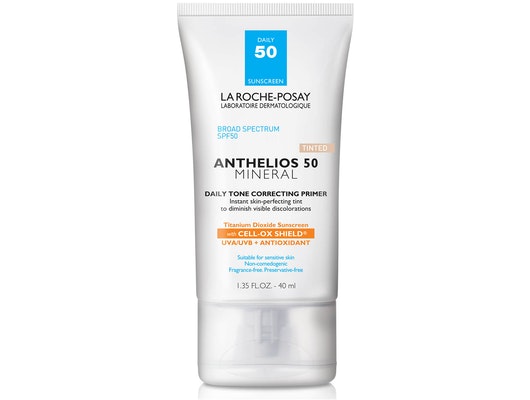 DAILY
50
SUNSCREEN
LA ROCHE-POSAY
LABORATOIRE DERMATOLOGIQUE
BROAD SPECTRUM
SPF50
TINTED
ANTHELIOS 50
MINERAL
DAILY TONE CORRECTING PRIMER
Instant skin-perfecting tint
to diminish visible discolorations
Titanium Dioxide Sunscreen
with CELL-OX SHIELD®
UVA/UVB + ANTIOXIDANT
Suitable for sensitive skin
Non-comedogenic
Fragrance-free. Preservative-free
1.35 FL.OZ. - 40 ml